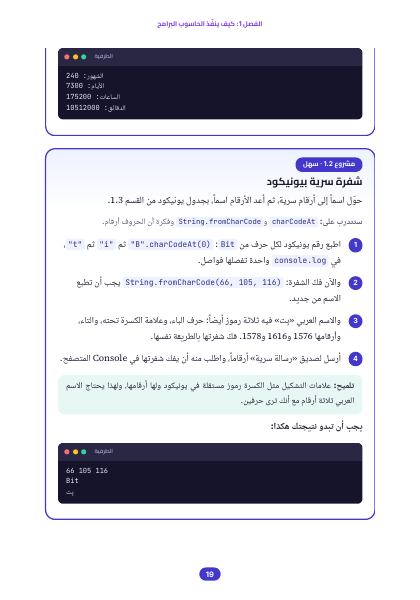 الفصل 1: كيف ينفّذ الحاسوب البرامج
الطرفية
الشهور: 240
الأيام: 7300
الساعات: 175200
الدقائق: 10512000
مشروع 1.2 · سهل
شفرة سرية بيونيكود
حوّل اسماً إلى أرقام سرية، ثم أعد الأرقام اسماً، بجدول يونيكود من القسم 1.3.
ستتدرب على: charCodeAt و String.fromCharCode وفكرة أن الحروف أرقام.
1 اطبع رقم يونيكود لكل حرف من Bit : "B".charCodeAt(0) ثم "i" ثم "t"،
في console.log واحدة تفصلها فواصل.
2 والآن فك الشفرة: String.fromCharCode(66, 105, 116) يجب أن تطبع
الاسم من جديد.
3 والاسم العربي «بِت» فيه ثلاثة رموز أيضاً: حرف الباء، وعلامة الكسرة تحته، والتاء،
وأرقامها 1576 و1616 و1578. فك شفرتها بالطريقة نفسها.
4 أرسل لصديق «رسالة سرية» أرقاماً، واطلب منه أن يفك شفرتها في Console المتصفح.
تلميح: علامات التشكيل مثل الكسرة رموز مستقلة في يونيكود ولها أرقامها، ولهذا يحتاج الاسم
العربي ثلاثة أرقام مع أنك ترى حرفين.
يجب أن تبدو نتيجتك هكذا:
الطرفية
66 105 116
Bit
بِت
19